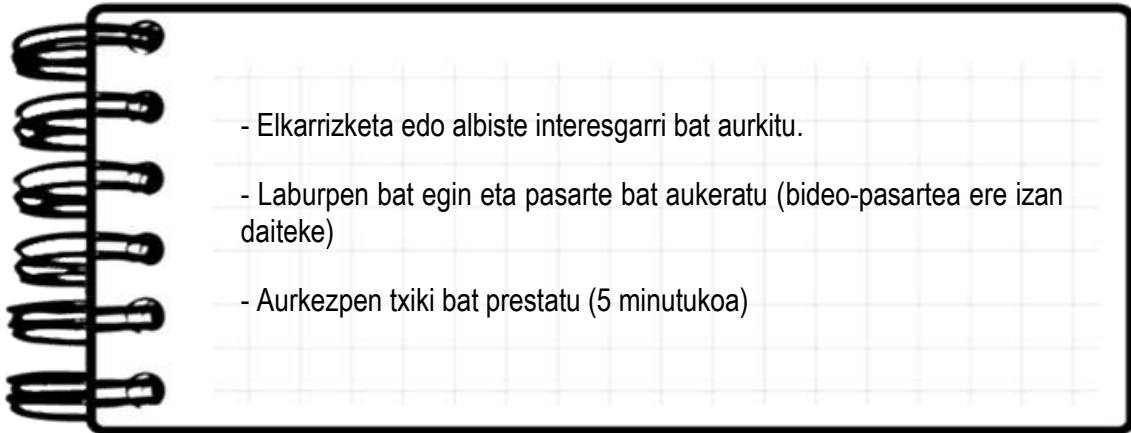 - Elkarrizketa edo albiste interesgarri bat aurkitu.
- Laburpen bat egin eta pasarte bat aukeratu (bideo-pasartea ere izan
daiteke)
- Aurkezpen txiki bat prestatu (5 minutukoa)